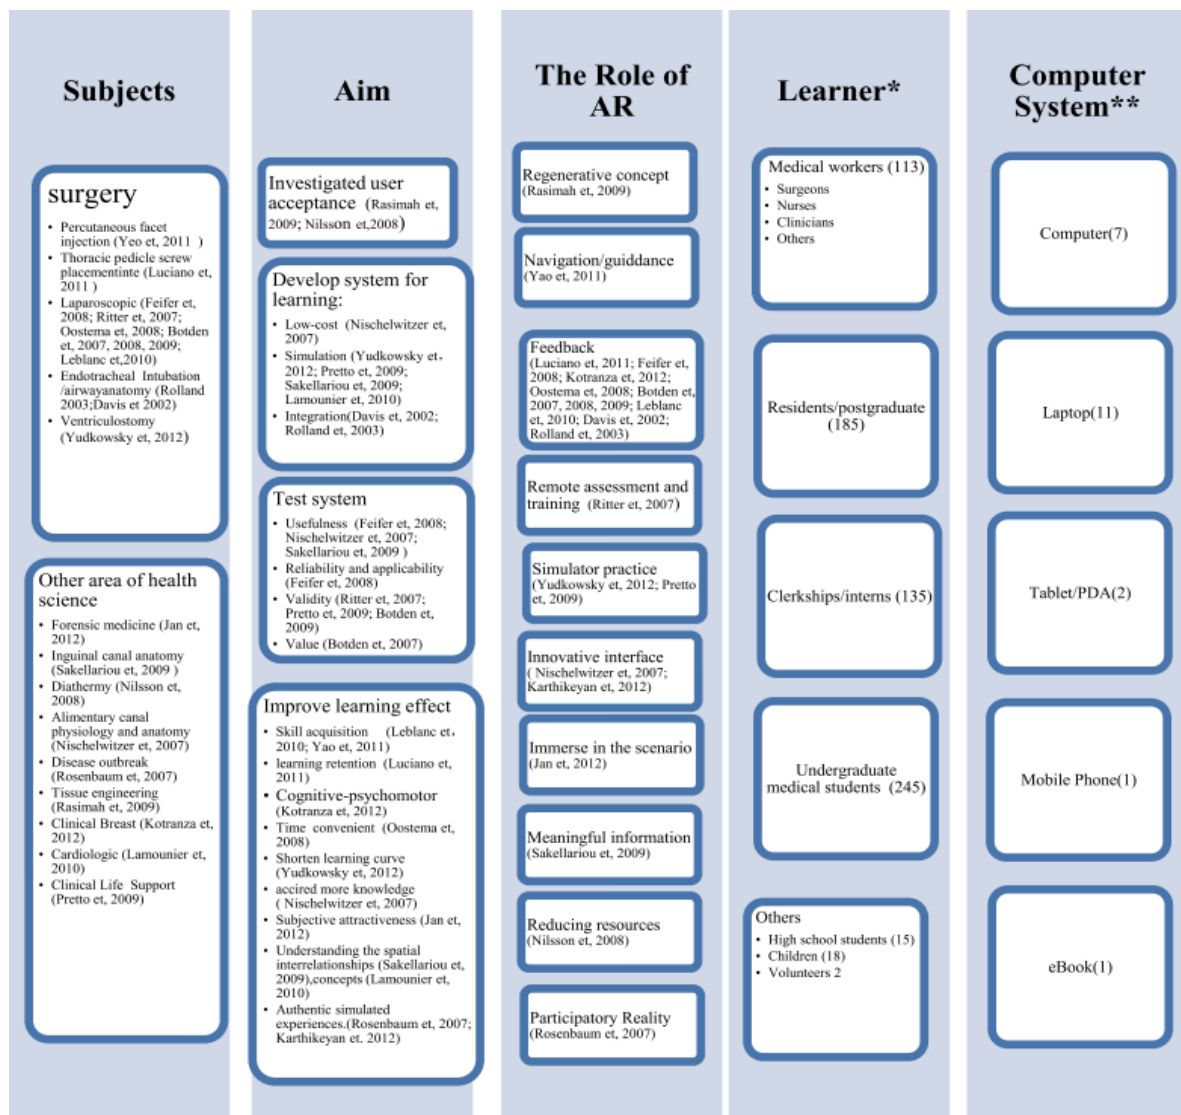 Subjects
surgery
• Percutaneous facet
injection (Yeo et, 2011 )
• Thoracic pedicle screw
placementinte (Luciano et,
2011 )
• Laparoscopic (Feifer et,
2008; Ritter et, 2007;
Oostema et, 2008; Botden
et, 2007, 2008, 2009;
Leblanc et,2010)
• Endotracheal Intubation
/airwayanatomy (Rolland
2003;Davis et 2002)
• Ventriculostomy
(Yudkowsky et, 2012)
Other area of health
science
• Forensic medicine (Jan et,
2012)
• Inguinal canal anatomy
(Sakellariou et, 2009 )
• Diathermy (Nilsson et,
2008)
• Alimentary canal
physiology and anatomy
(Nischelwitzer et, 2007)
• Disease outbreak
(Rosenbaum et, 2007)
• Tissue engineering
(Rasimah et, 2009)
• Clinical Breast (Kotranza et,
2012)
• Cardiologic (Lamounier et,
2010)
• Clinical Life Support
(Pretto et, 2009)
Aim
Investigated user
acceptance (Rasimah et,
2009; Nilsson et,2008)
Develop system for
learning:
• Low-cost (Nischelwitzer et,
2007)
• Simulation (Yudkowsky et,
2012; Pretto et, 2009;
Sakellariou et, 2009;
Lamounier et, 2010)
• Integration(Davis et, 2002;
Rolland et, 2003)
Test system
• Usefulness (Feifer et, 2008;
Nischelwitzer et, 2007;
Sakellariou et, 2009 )
• Reliability and applicability
(Feifer et, 2008)
• Validity (Ritter et, 2007;
Pretto et, 2009; Botden et,
2009)
• Value (Botden et, 2007)
Improve learning effect
• Skill acquisition (Leblanc et,
2010; Yao et, 2011)
• learning retention (Luciano et,
2011)
• Cognitive-psychomotor
(Kotranza et, 2012)
• Time convenient (Oostema et,
2008)
• Shorten learning curve
(Yudkowsky et, 2012)
• accired more knowledge
( Nischelwitzer et, 2007)
• Subjective attractiveness (Jan et,
2012)
• Understanding the spatial
interrelationships (Sakellariou et,
2009),concepts (Lamounier et,
2010)
• Authentic simulated
experiences.(Rosenbaum et, 2007;
Karthikeyan et. 2012)
The Role of
AR
Regenerative concept
(Rasimah et, 2009)
Navigation/guiddance
(Yao et, 2011)
Feedback
(Luciano et, 2011; Feifer et,
2008; Kotranza et, 2012;
Oostema et, 2008; Botden et,
2007, 2008, 2009; Leblanc
et, 2010; Davis et, 2002;
Rolland et, 2003)
Remote assessment and
training (Ritter et, 2007)
Simulator practice
(Yudkowsky et, 2012; Pretto
et, 2009)
Innovative interface
( Nischelwitzer et, 2007;
Karthikeyan et, 2012)
Immerse in the scenario
(Jan et, 2012)
Meaningful information
(Sakellariou et, 2009)
Reducing resources
(Nilsson et, 2008)
Participatory Reality
(Rosenbaum et, 2007)
Learner*
Medical workers (113)
• Surgeons
• Nurses
• Clinicians
• Others
Residents/postgraduate
(185)
Clerkships/interns (135)
Undergraduate
medical students (245)
Others
• High school students (15)
• Children (18)
• Volunteers 2
Computer
System**
Computer(7)
Laptop(11)
Tablet/PDA(2)
Mobile Phone(1)
eBook(1)